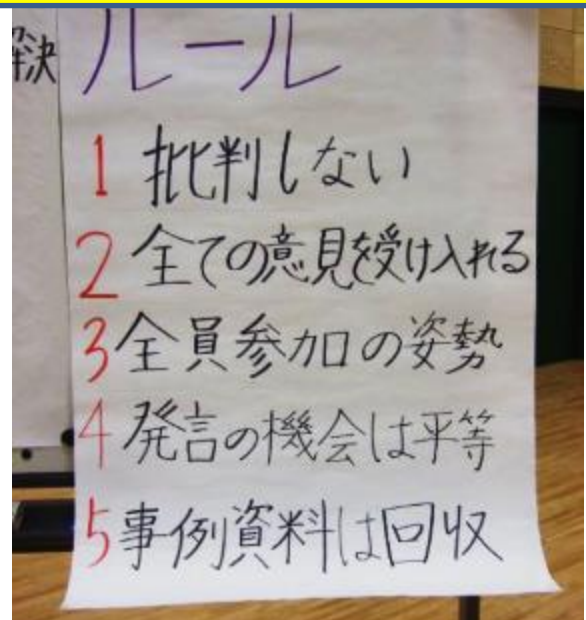 解決
ルール
1 批判しない
2 全ての意見を受け入れる
3 全員参加の姿勢
4 発言の機会は平等
5 事例資料は回収